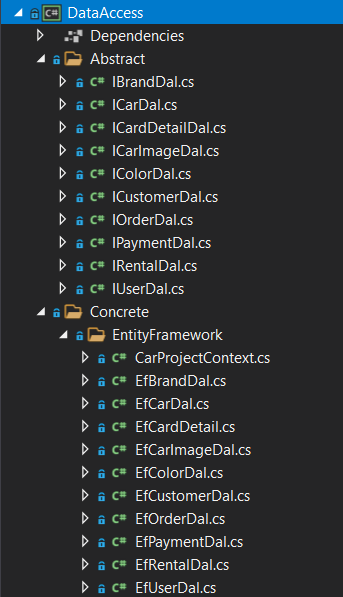 C# DataAccess
Dependencies
Abstract
C# IBrandDal.cs
C# ICarDal.cs
C# ICardDetailDal.cs
C# ICarImageDal.cs
C# IColorDal.cs
C# ICustomerDal.cs
C# IOrderDal.cs
C# IPaymentDal.cs
C# IRentalDal.cs
C# IUserDal.cs
Concrete
EntityFramework
C# CarProjectContext.cs
C# EfBrandDal.cs
C# EfCarDal.cs
C# EfCardDetail.cs
C# EfCarImageDal.cs
C# EfColorDal.cs
C# EfCustomerDal.cs
C# EfOrderDal.cs
C# EfPaymentDal.cs
C# EfRentalDal.cs
C# EfUserDal.cs